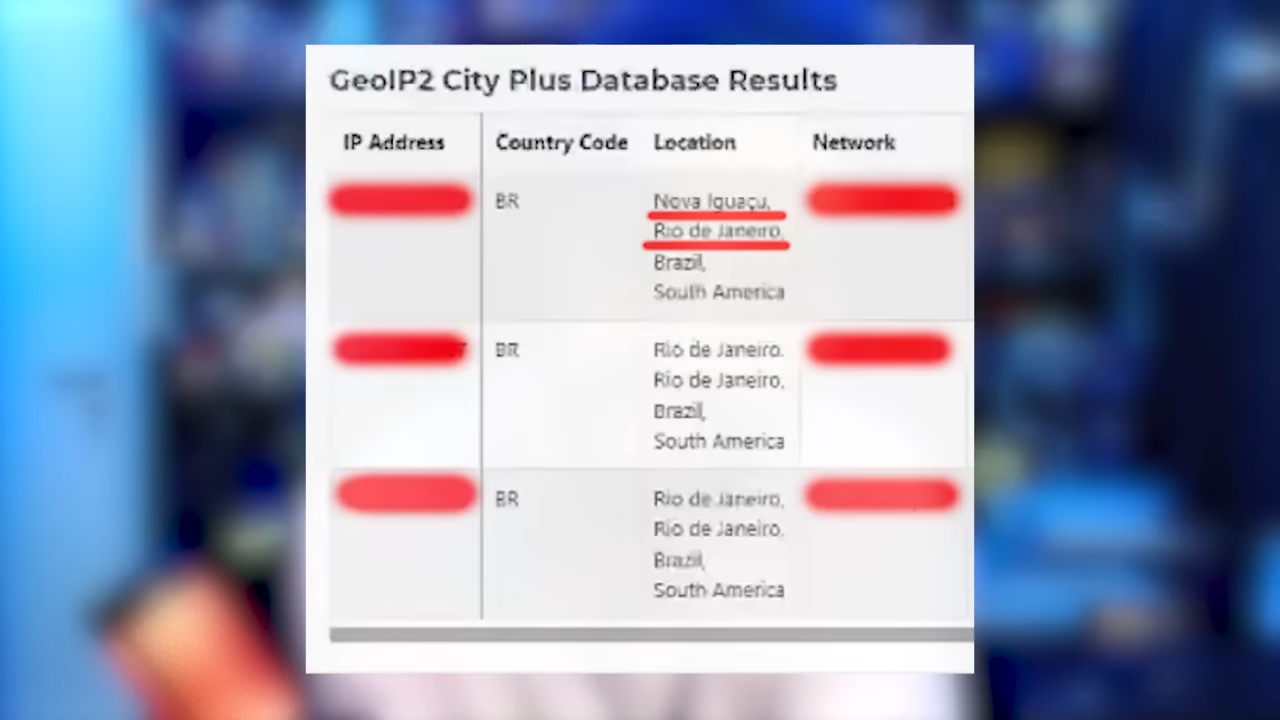 GeoIP2 City Plus Database Results
IP Address Country Code Location Network
BR Nova Iguaçu,
Rio de Janeiro,
Brazil,
South America
BR Rio de Janeiro,
Rio de Janeiro,
Brazil,
South America
BR Rio de Janeiro,
Rio de Janeiro,
Brazil,
South America